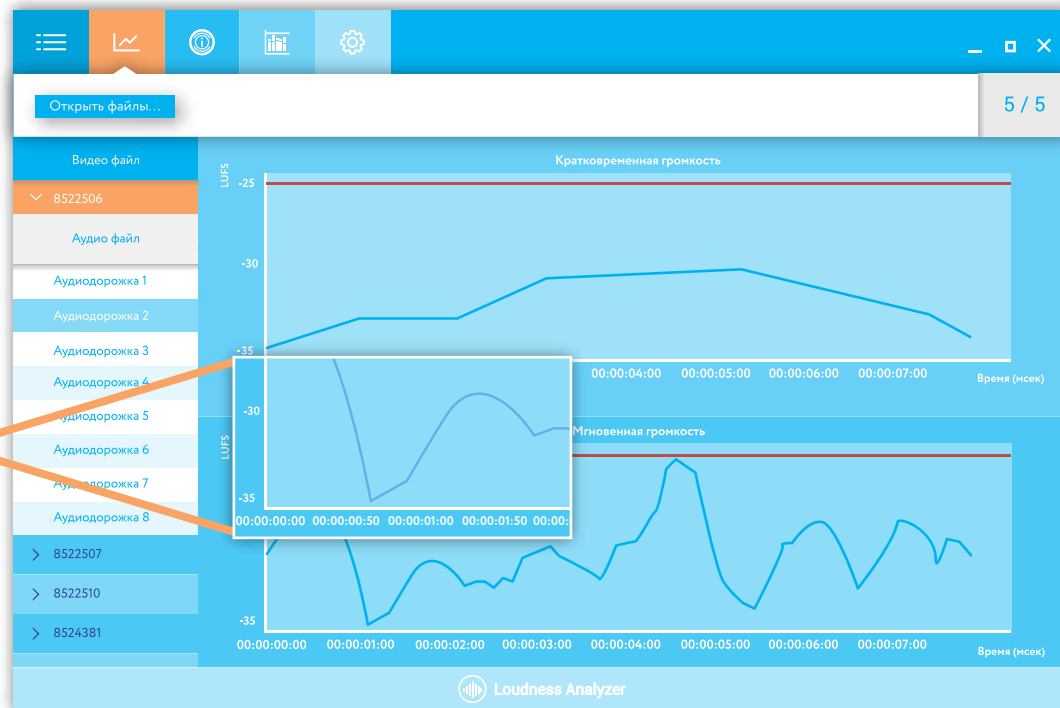 Открыть файлы...
5 / 5
Видео файл
8522506
Аудио файл
Аудиодорожка 1
Аудиодорожка 2
Аудиодорожка 3
Аудиодорожка 4
Аудиодорожка 5
Аудиодорожка 6
Аудиодорожка 7
Аудиодорожка 8
8522507
8522510
8524381
Кратковременная громкость
LUFS
-25
-30
-35
00:00:04:00 00:00:05:00 00:00:06:00 00:00:07:00
Время (мсек)
-30
-35
00:00:00:00 00:00:00:50 00:00:01:00 00:00:01:50 00:00:
Мгновенная громкость
LUFS
-35
00:00:00:00 00:00:01:00 00:00:02:00 00:00:03:00 00:00:04:00 00:00:05:00 00:00:06:00 00:00:07:00
Время (мсек)
Loudness Analyzer